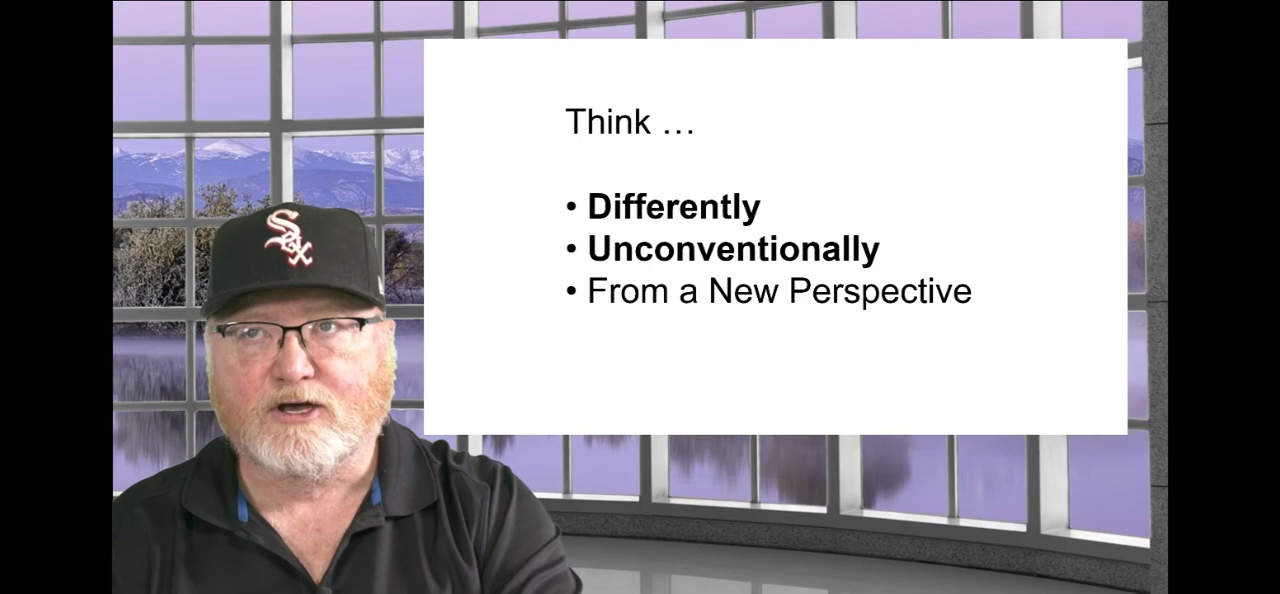 Think …
• Differently
• Unconventionally
• From a New Perspective
Sox